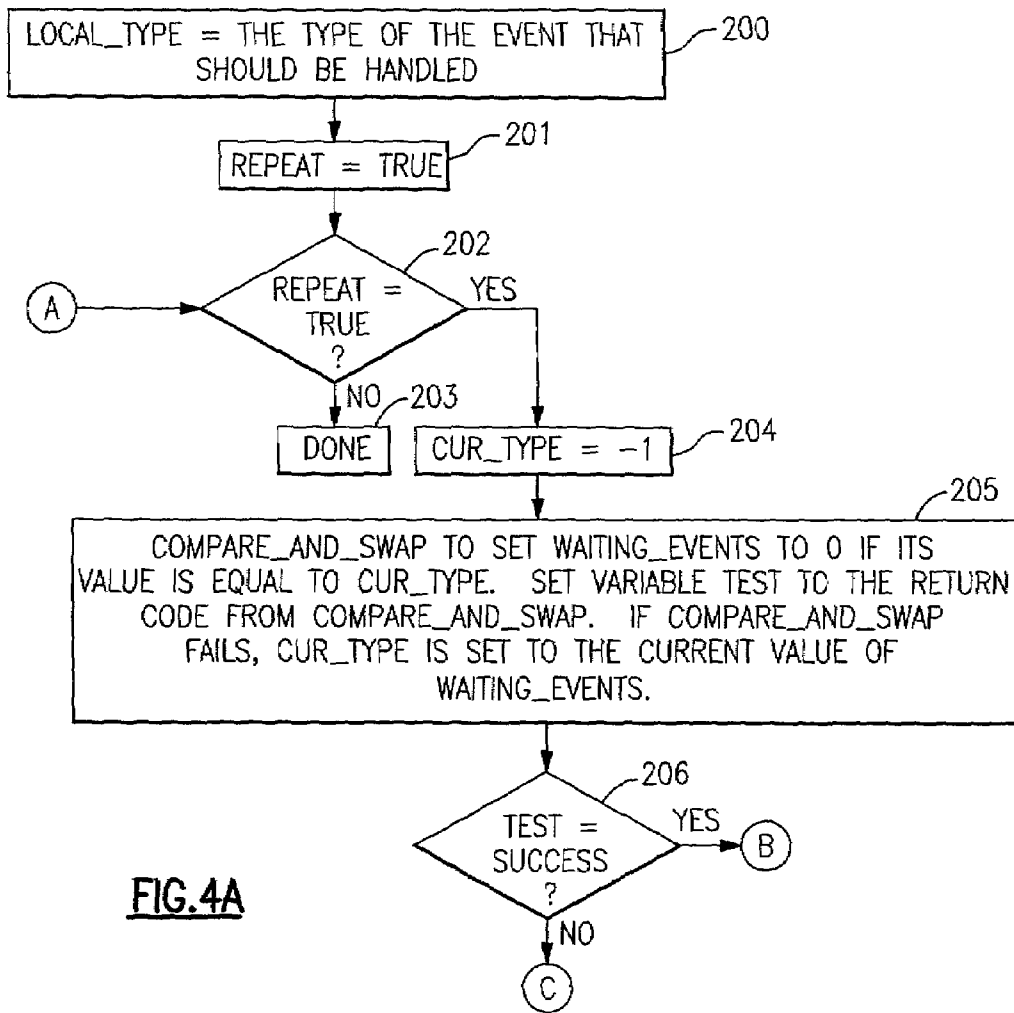 LOCAL_TYPE = THE TYPE OF THE EVENT THAT
SHOULD BE HANDLED
200
REPEAT = TRUE
201
202
REPEAT =
TRUE
?
YES
A
NO
203
DONE
CUR_TYPE = -1
204
205
COMPARE_AND_SWAP TO SET WAITING_EVENTS TO 0 IF ITS
VALUE IS EQUAL TO CUR_TYPE. SET VARIABLE TEST TO THE RETURN
CODE FROM COMPARE_AND_SWAP. IF COMPARE_AND_SWAP
FAILS, CUR_TYPE IS SET TO THE CURRENT VALUE OF
WAITING_EVENTS.
206
TEST =
SUCCESS
?
YES
B
NO
C
FIG.4A